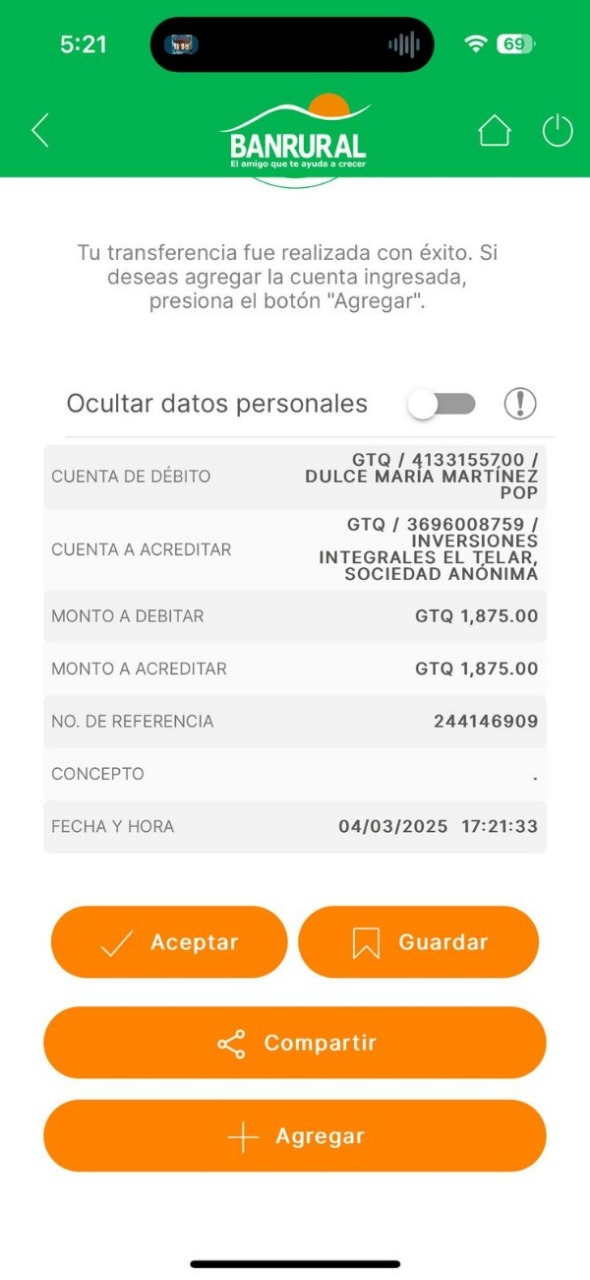 5:21
69
BANRURAL
El amigo que te ayuda a crecer
Tu transferencia fue realizada con éxito. Si
deseas agregar la cuenta ingresada,
presiona el botón "Agregar".
Ocultar datos personales
CUENTA DE DÉBITO
GTQ / 4133155700 /
DULCE MARÍA MARTÍNEZ
POP
CUENTA A ACREDITAR
GTQ / 3696008759 /
INVERSIONES
INTEGRALES EL TELAR,
SOCIEDAD ANÓNIMA
MONTO A DEBITAR GTQ 1,875.00
MONTO A ACREDITAR GTQ 1,875.00
NO. DE REFERENCIA 244146909
CONCEPTO .
FECHA Y HORA 04/03/2025 17:21:33
Aceptar
Guardar
Compartir
Agregar